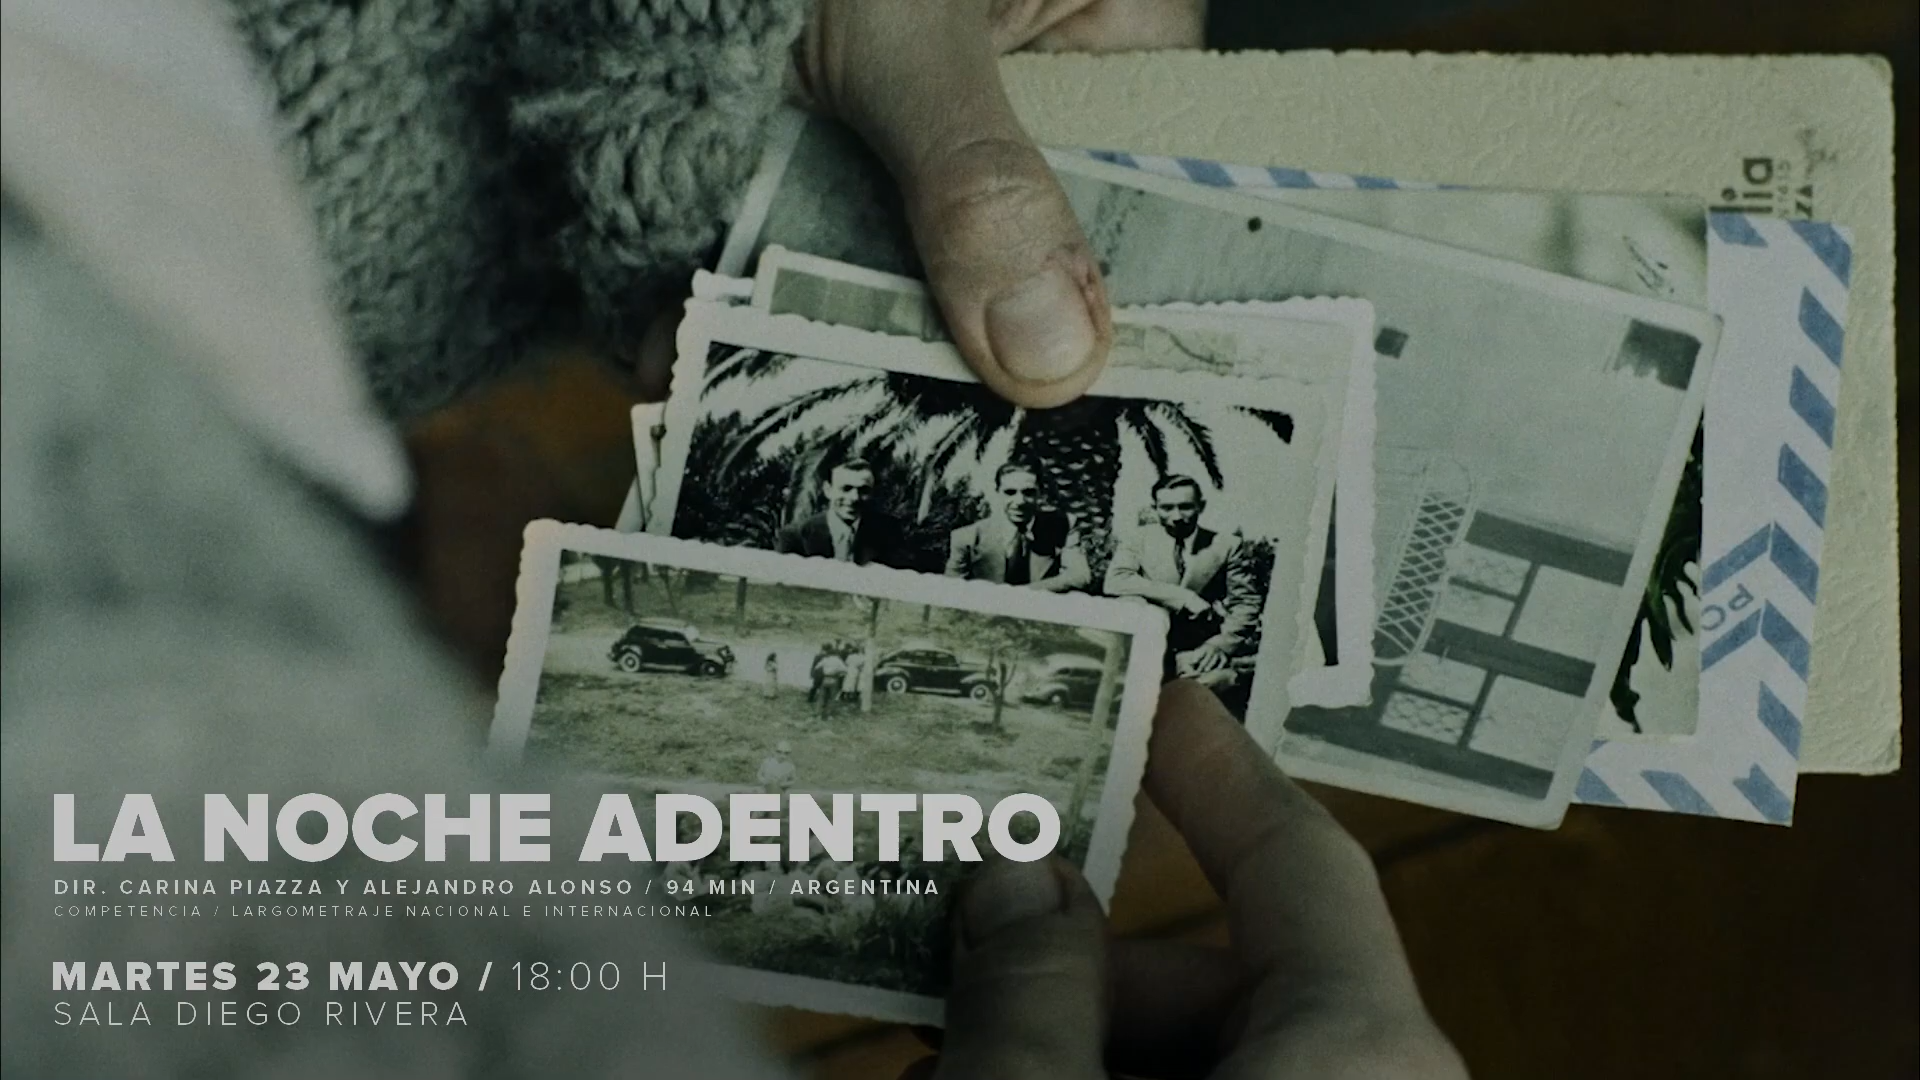 LA NOCHE ADENTRO
DIR. CARINA PIAZZA Y ALEJANDRO ALONSO / 94 MIN / ARGENTINA
COMPETENCIA / LARGOMETRAJE NACIONAL E INTERNACIONAL
MARTES 23 MAYO / 18:00 H
SALA DIEGO RIVERA